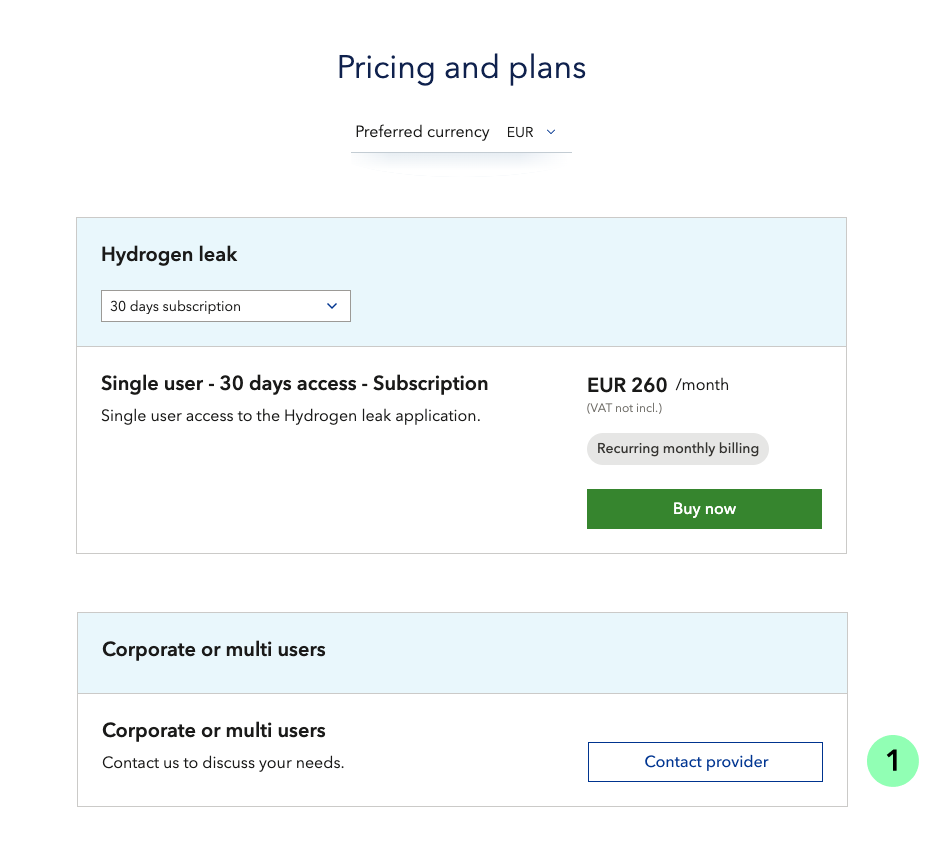 Pricing and plans
Preferred currency EUR
Hydrogen leak
30 days subscription
Single user - 30 days access - Subscription
EUR 260 /month
Single user access to the Hydrogen leak application.
(VAT not incl.)
Recurring monthly billing
Buy now
Corporate or multi users
Corporate or multi users
Contact us to discuss your needs.
Contact provider
1